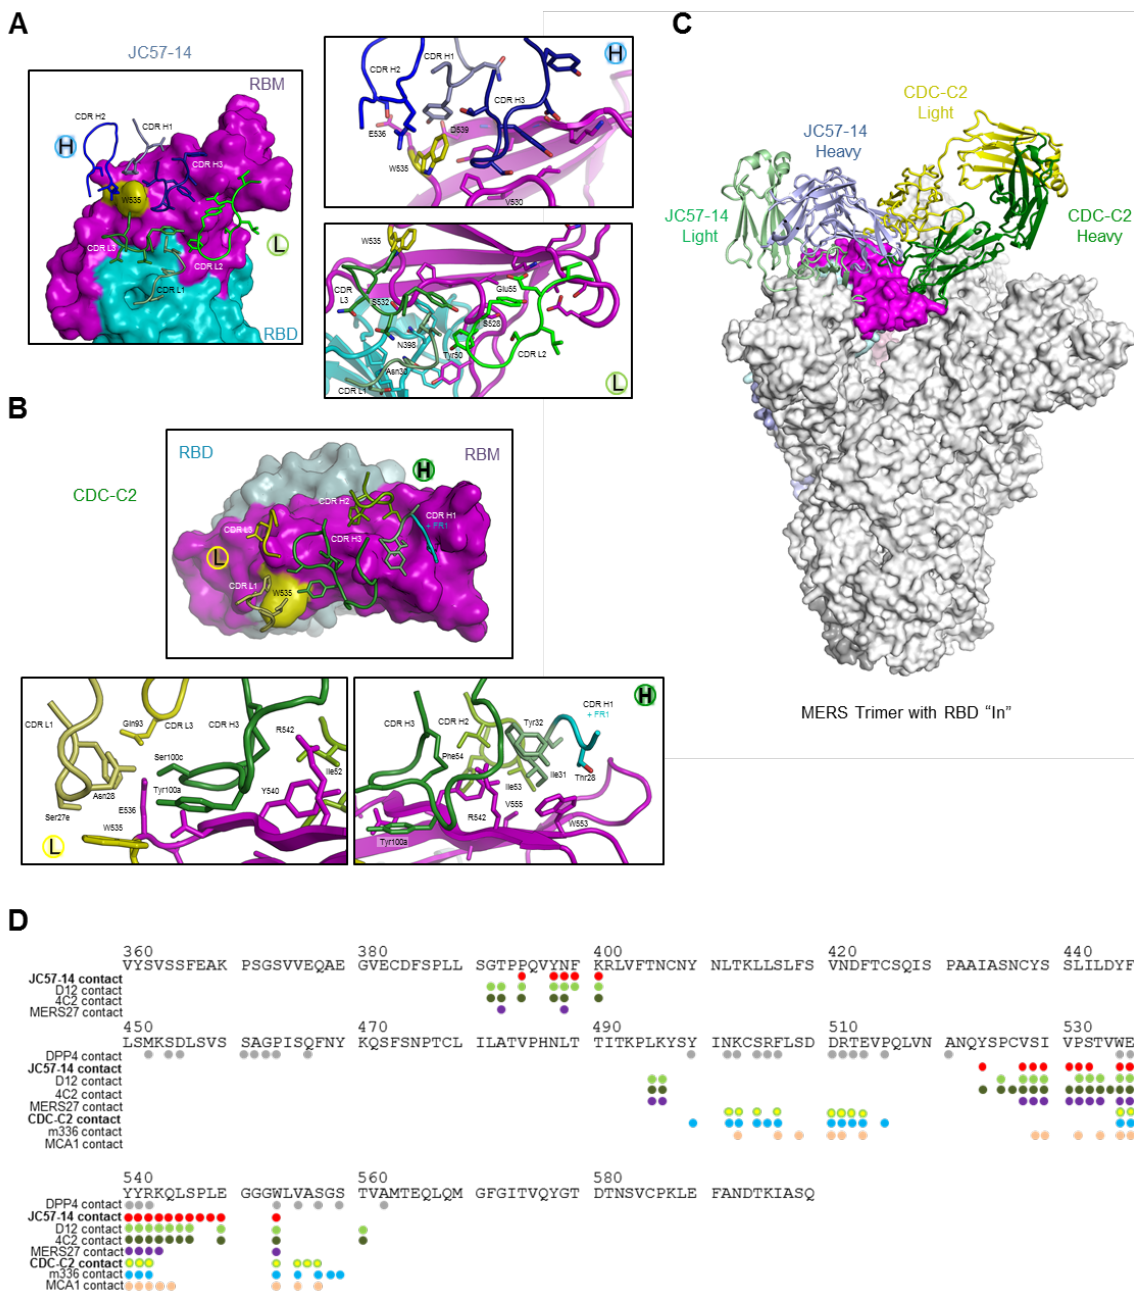 A
JC57-14
RBM
CDR H2
CDR H1
H
CDR H3
W535
L
CDR L3
CDR L2
CDR L1
RBD
H
CDR H2
CDR H1
CDR H3
E536
D539
W535
V530
W535
CDR
L3
S532
Glu55
S528
N398
Tyr50
Asn30
CDR L2
CDR L1
L
B
RBD
RBM
CDC-C2
H
CDR H2
CDR H1
+ FR1
CDR L3
CDR H3
L
CDR L1
W535
CDR L1
Gln93
CDR L3
CDR H3
R542
Ser100c
Ile52
Asn28
Tyr100a
Y540
E536
Ser27e
W535
L
H
CDR H3
CDR H2
Tyr32
CDR H1
+ FR1
Phe54
Thr28
Ile31
Ile53
V555
R542
W553
Tyr100a
C
CDC-C2
Light
JC57-14
Heavy
JC57-14
Light
CDC-C2
Heavy
MERS Trimer with RBD “In”
D
360 380 400 420 440
VYSVSSFEAK PSGSVVEQAEG GVECDFSPLL SGTPPQVYNF KRLVFTNCNY NLTKLLSLFS VNDFTCSQIS PAAIASNCYS SLILDYF
JC57-14 contact
D12 contact
4C2 contact
MERS27 contact
450 470 490 510 530
LSMKSDLSVS SAGPISQFNY KQSFSNPTCL ILATVPHNLT TITKPLKYSY INKCSRFLSD DRTEVPQLVN ANQYSPCVSI VPSTVWE
DPP4 contact
JC57-14 contact
D12 contact
4C2 contact
MERS27 contact
CDC-C2 contact
m336 contact
MCA1 contact
540 560 580
YYRKQLSPLE GGGWLVASGS TVAMTEQLQM GFGITVQYGT DTNSVCPKLE FANDTKIASQ
DPP4 contact
JC57-14 contact
D12 contact
4C2 contact
MERS27 contact
CDC-C2 contact
m336 contact
MCA1 contact